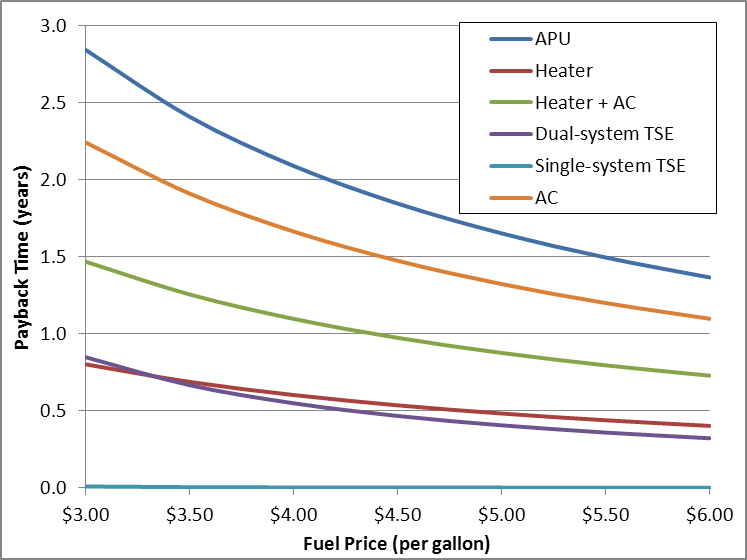 3.0
2.5
2.0
1.5
1.0
0.5
0.0
Payback Time (years)
APU
Heater
Heater + AC
Dual-system TSE
Single-system TSE
AC
$3.00 $3.50 $4.00 $4.50 $5.00 $5.50 $6.00
Fuel Price (per gallon)